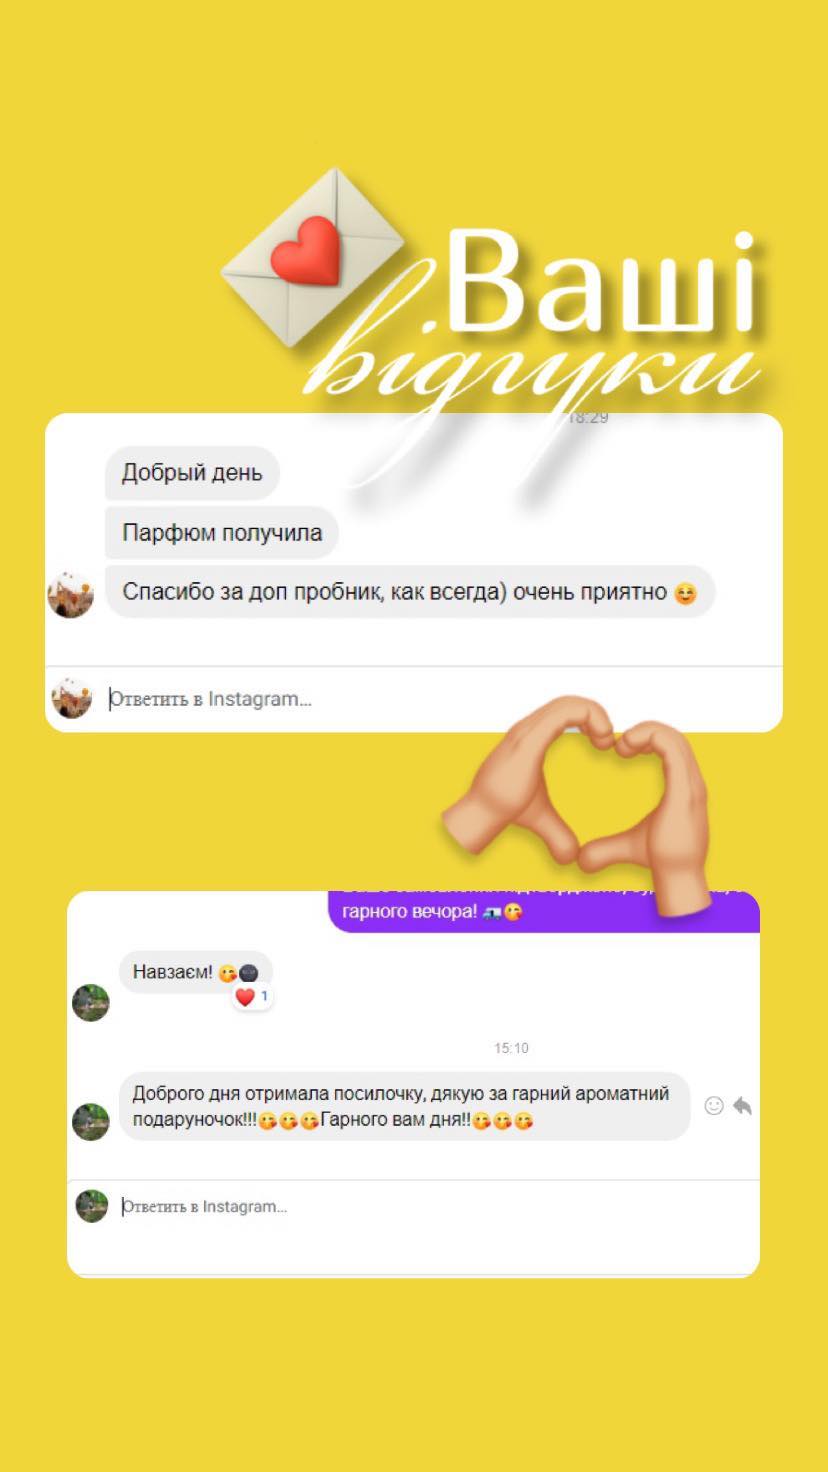 Ваші
відгуки
18:29
Добрый день
Парфюм получила
Спасибо за доп пробник, как всегда) очень приятно 😊
Ответить в Instagram...
гарного вечора! 🚐😘
Навзаєм! 😘🌚
❤️ 1
15:10
Доброго дня отримала посилочку, дякую за гарний ароматний
подаруночок!!!😘😘😘Гарного вам дня!!😘😘😘
Ответить в Instagram...